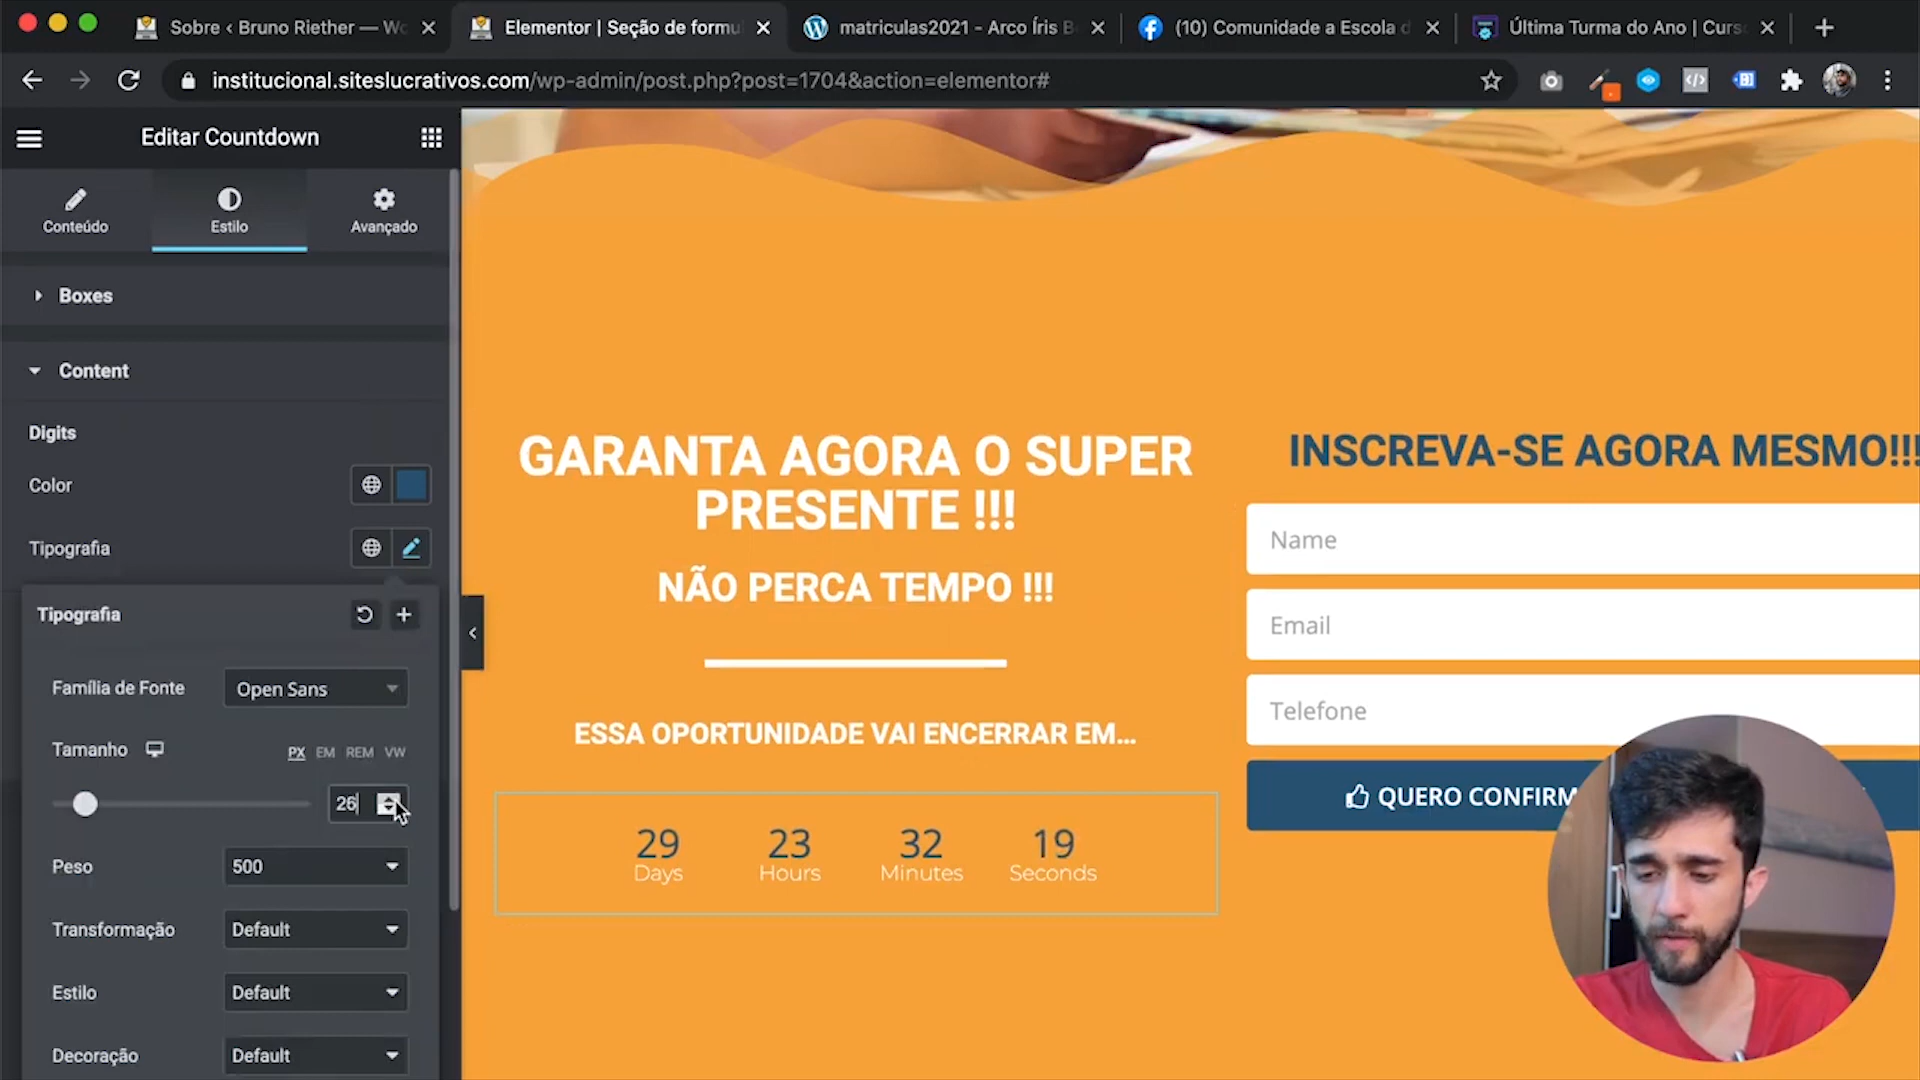 Sobre ‹ Bruno Riether — Wo
Elementor | Seção de formu
matriculas2021 - Arco Íris B
(10) Comunidade a Escola d
Última Turma do Ano | Curs
institucional.siteslucrativos.com/wp-admin/post.php?post=1704&action=elementor#
Editar Countdown
Conteúdo
Estilo
Avançado
Boxes
Content
Digits
Color
Tipografia
Tipografia
Família de Fonte
Open Sans
Tamanho
PX EM REM VW
26
Peso
500
Transformação
Default
Estilo
Default
Decoração
Default
GARANTA AGORA O SUPER
PRESENTE !!!
NÃO PERCA TEMPO !!!
ESSA OPORTUNIDADE VAI ENCERRAR EM...
29 23 32 19
Days Hours Minutes Seconds
INSCREVA-SE AGORA MESMO!!!
Name
Email
Telefone
QUERO CONFIRM